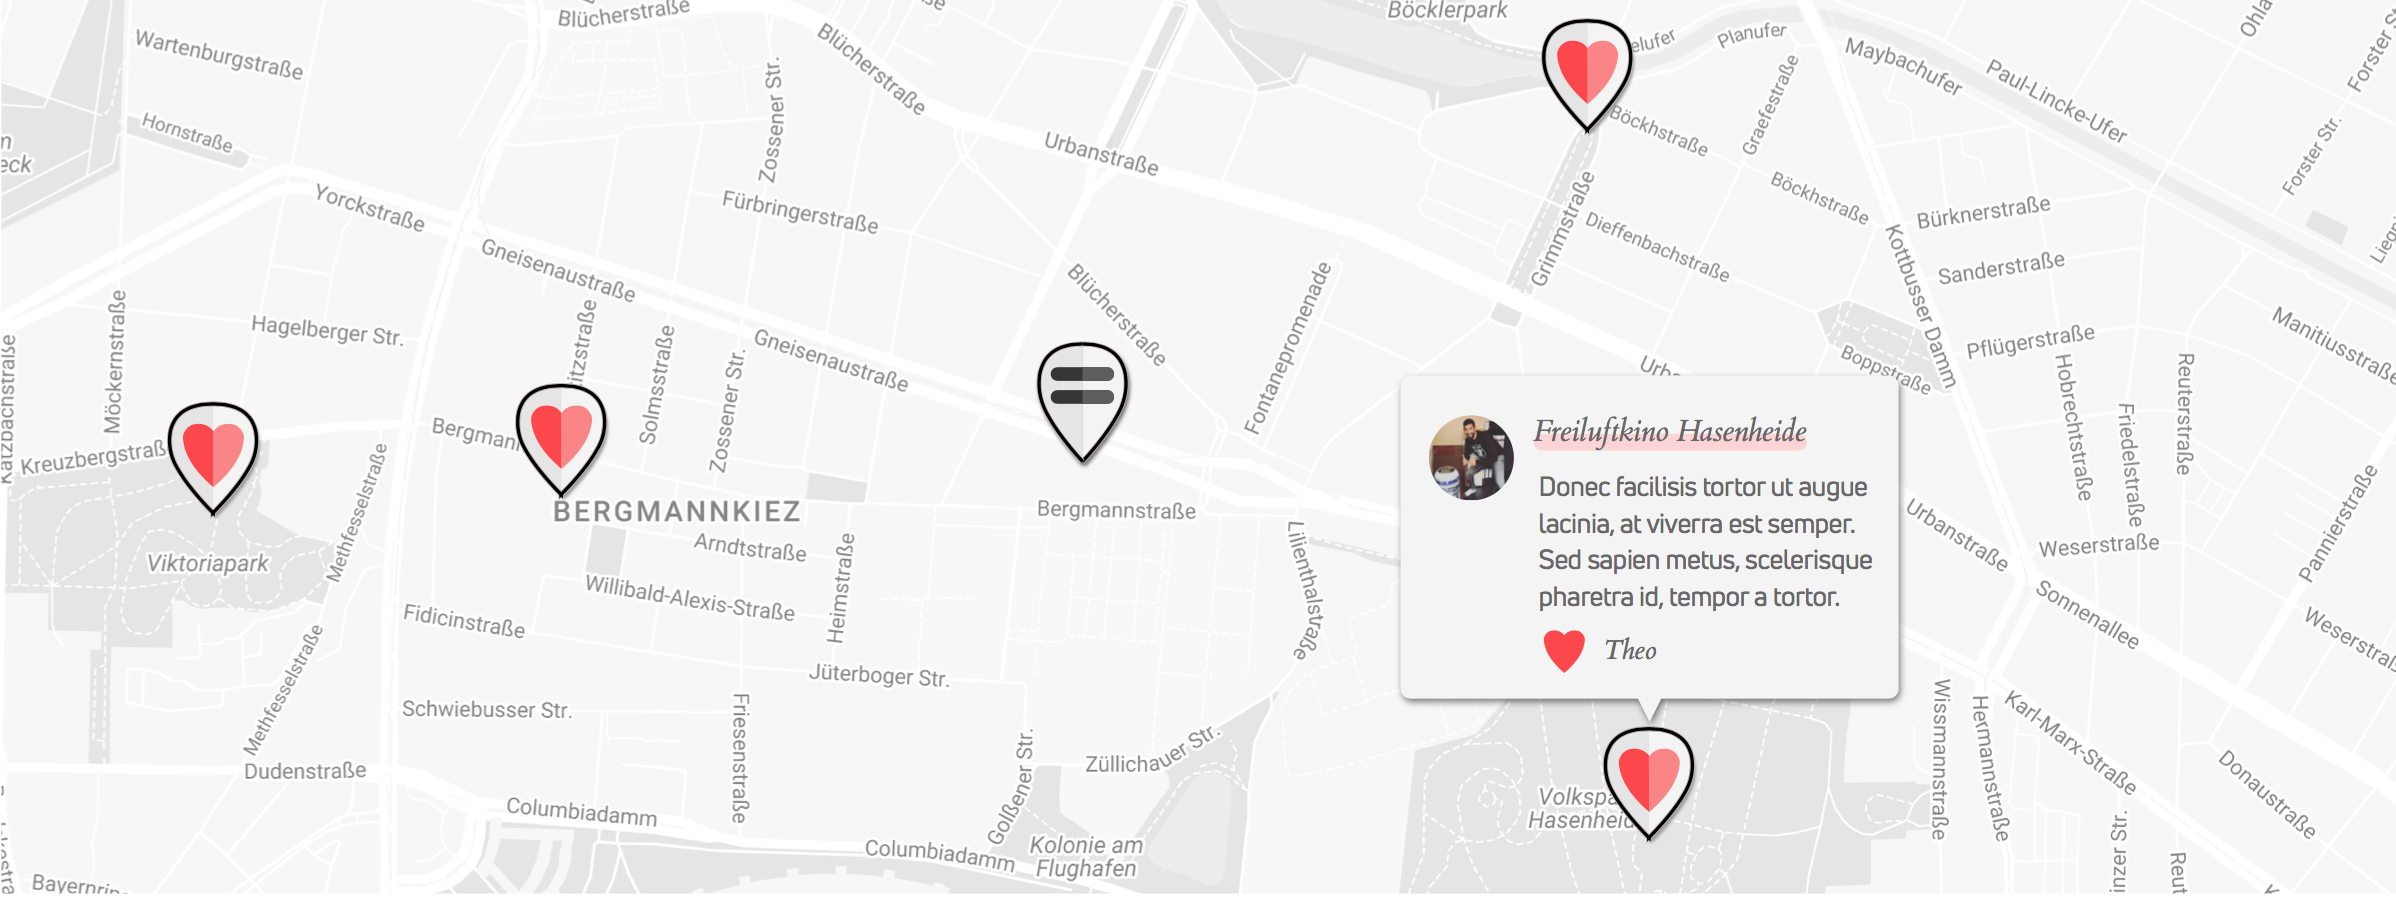 Blücherstraße
Böcklerpark
Wartenburgstraße
Blücherstraße
Planufer
Maybachufer
Paul-Lincke-Ufer
Forster Str.
Hornstraße
Zossener Str.
Urbanstraße
Böckhstraße
Graefestraße
Forster Str.
Yorckstraße
Fürbringerstraße
Grimmstraße
Böckhstraße
Bürknerstraße
Dieffenbachstraße
Kottbusser Damm
Sanderstraße
Gneisenaustraße
Blücherstraße
Fontanepromenade
Hagelberger Str.
Möckernstraße
Solmsstraße
Zossener Str.
Gneisenaustraße
Boppstraße
Pflügerstraße
Manitiusstraße
Katzbachstraße
Hobrechtstraße
Friedelstraße
Reuterstraße
Kreuzbergstraß
Bergmann
Freiluftkino Hasenheide
Donec facilisis tortor ut augue
lacinia, at viverra est semper.
Sed sapien metus, scelerisque
pharetra id, tempor a tortor.
Theo
Methfesselstraße
BERGMANNKIEZ
Bergmannstraße
Viktoriapark
Arndtstraße
Heimstraße
Lilienthalstraße
Urbanstraße
Weserstraße
Pannierstraße
Willibald-Alexis-Straße
Fidicinstraße
Sonnenallee
Weserstraß
Methfesselstraße
Jüterboger Str.
Schwiebusser Str.
Friesenstraße
Golßener Str.
Züllichauer Str.
Wissmannstraße
Hermannstraße
Karl-Marx-Straße
Donaustraße
Dudenstraße
Columbiadamm
Volkspa
Hasenheid
Columbiadamm
Kolonie am
Flughafen
Bayernring
Reut